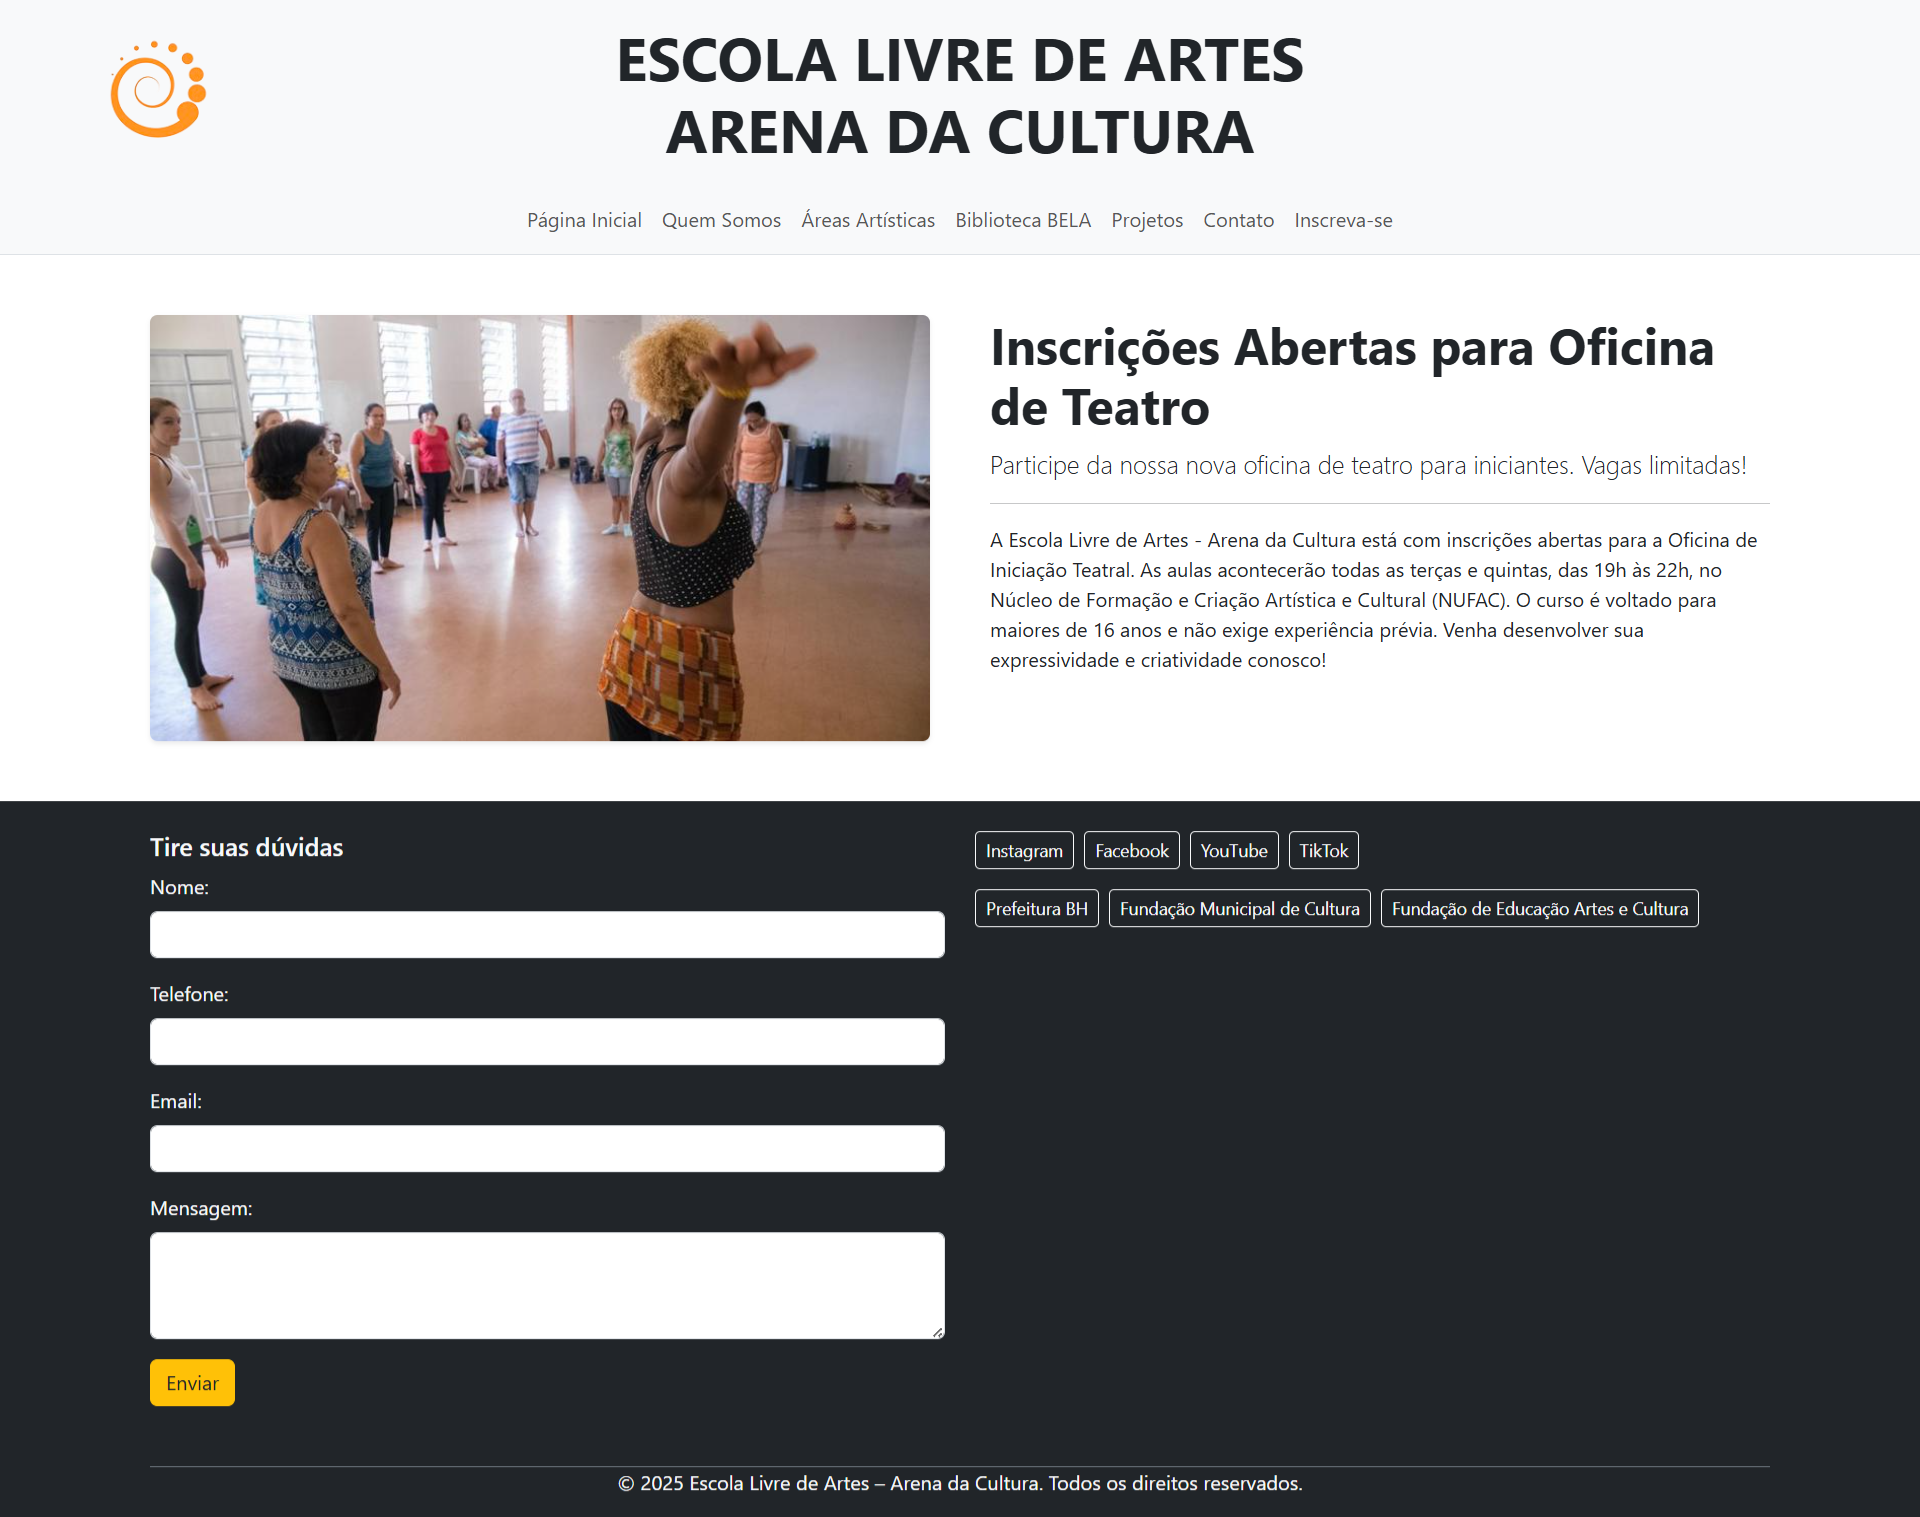 ESCOLA LIVRE DE ARTES
ARENA DA CULTURA
Página Inicial Quem Somos Áreas Artísticas Biblioteca BELA Projetos Contato Inscreva-se
Inscrições Abertas para Oficina
de Teatro
Participe da nossa nova oficina de teatro para iniciantes. Vagas limitadas!
A Escola Livre de Artes - Arena da Cultura está com inscrições abertas para a Oficina de
Iniciação Teatral. As aulas acontecerão todas as terças e quintas, das 19h às 22h, no
Núcleo de Formação e Criação Artística e Cultural (NUFAC). O curso é voltado para
maiores de 16 anos e não exige experiência prévia. Venha desenvolver sua
expressividade e criatividade conosco!
Tire suas dúvidas
Nome:
Telefone:
Email:
Mensagem:
Enviar
Instagram Facebook YouTube TikTok
Prefeitura BH Fundação Municipal de Cultura Fundação de Educação Artes e Cultura
© 2025 Escola Livre de Artes – Arena da Cultura. Todos os direitos reservados.